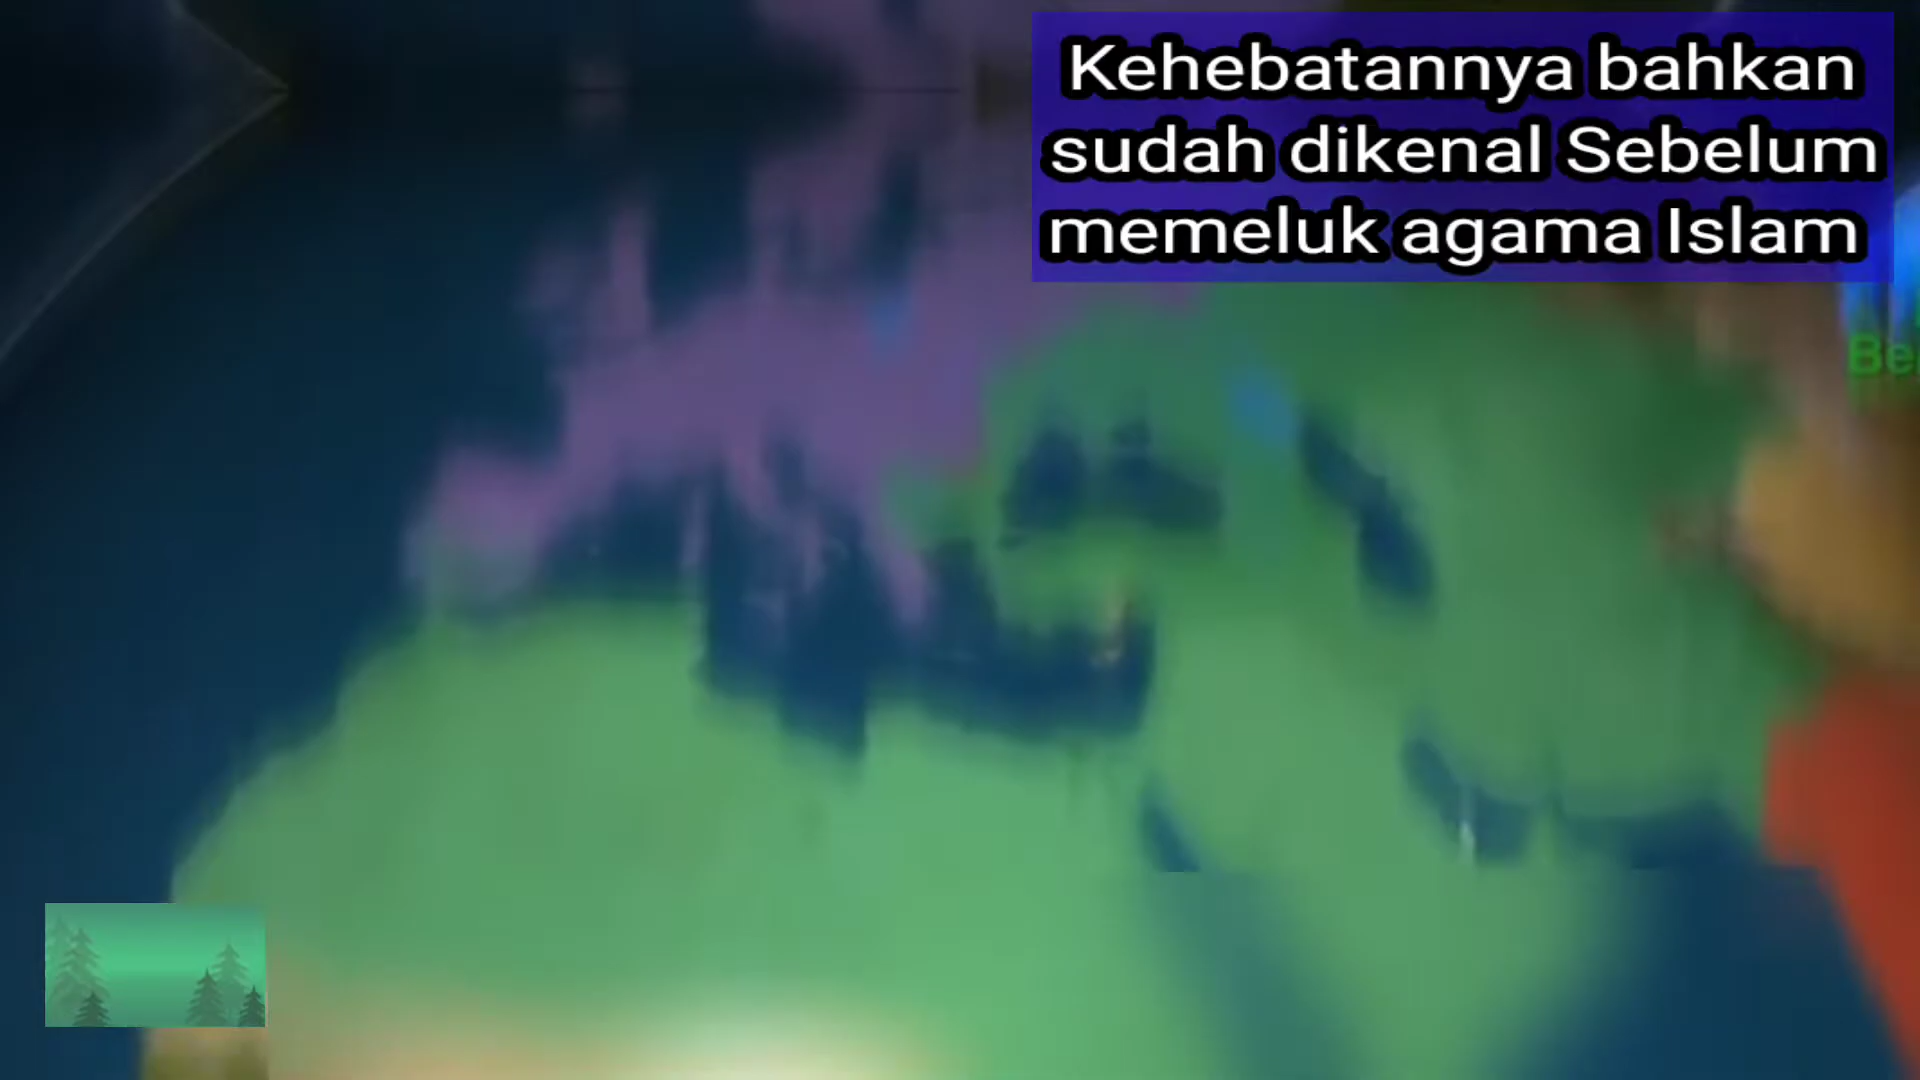 Kehebatannya bahkan
sudah dikenal Sebelum
memeluk agama Islam